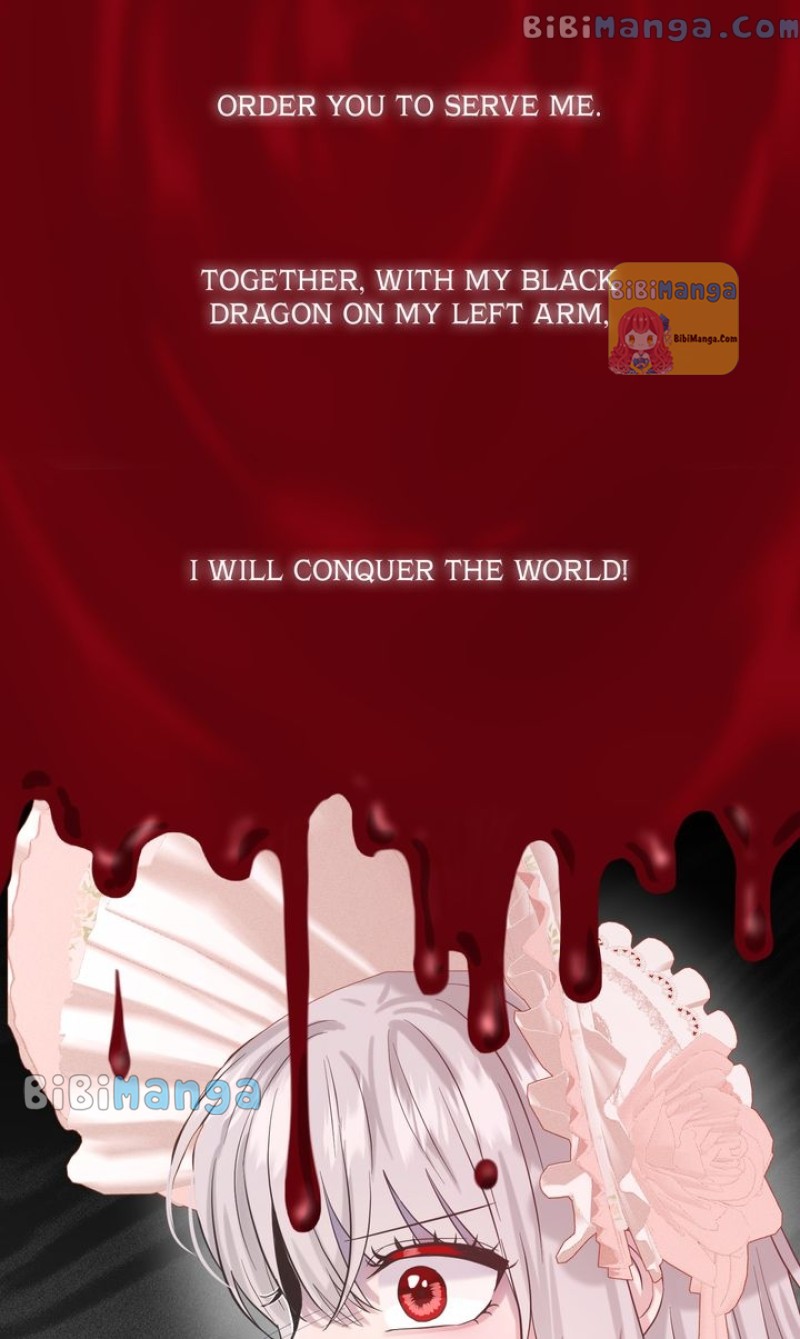 BiBiManga.Com
ORDER YOU TO SERVE ME.
TOGETHER, WITH MY BLACK
DRAGON ON MY LEFT ARM,
BiBiManga
BibiManga.Com
I WILL CONQUER THE WORLD!
BiBiManga